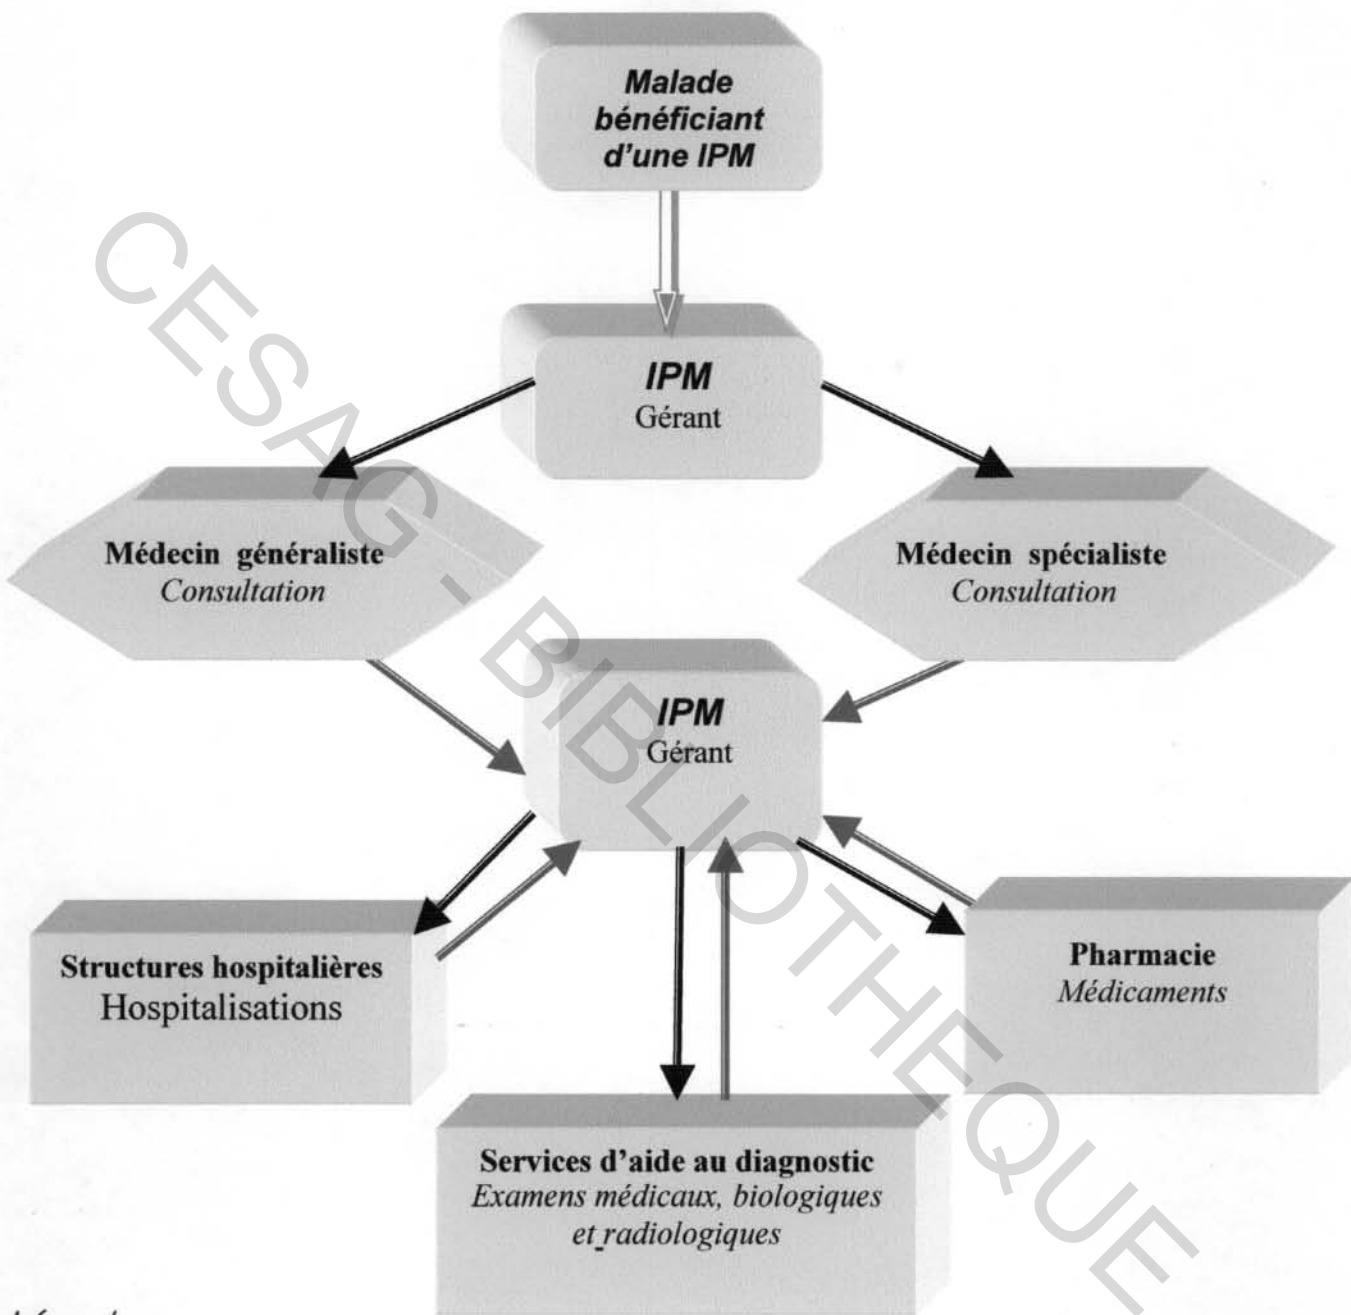 Malade
bénéficiant
d'une IPM
IPM
Gérant
Médecin généraliste
Consultation
Médecin spécialiste
Consultation
IPM
Gérant
Structures hospitalières
Hospitalisations
Pharmacie
Médicaments
Services d'aide au diagnostic
Examens médicaux, biologiques
et radiologiques
CESAG - BIBLIOTHEQUE